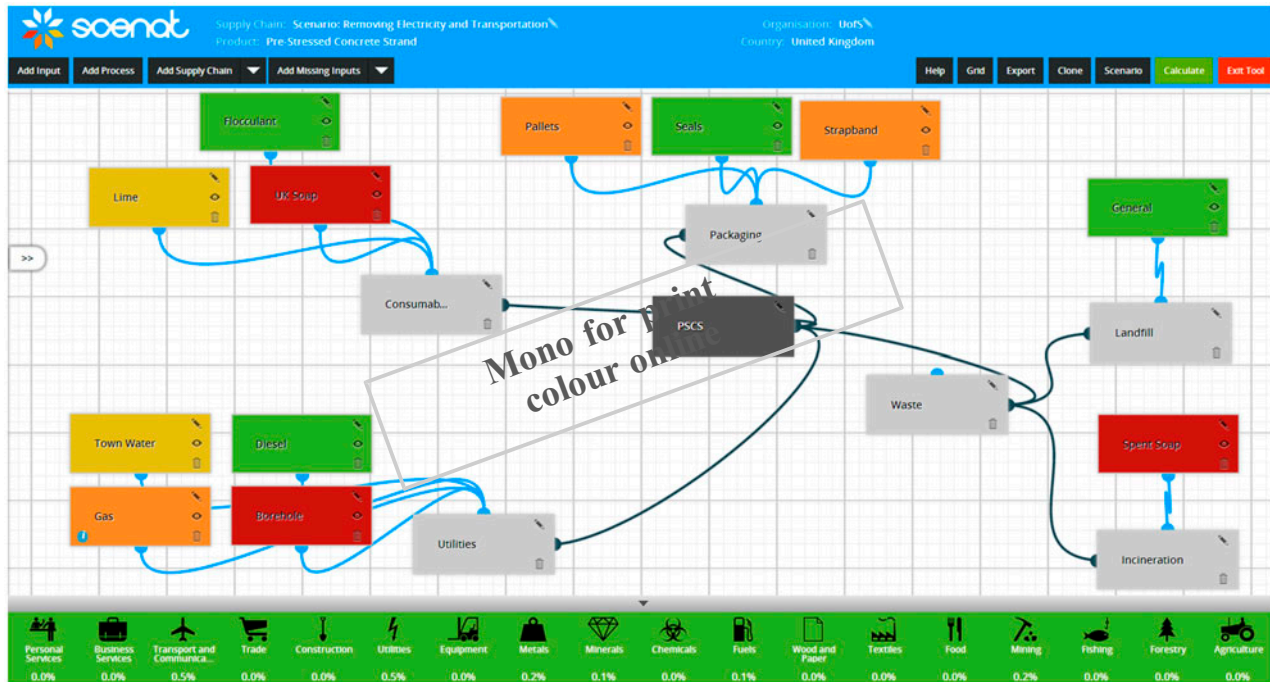 scenat
Supply Chain: Scenario: Removing Electricity and Transportation
Product: Pre-Stressed Concrete Strand
Organisation: UofS
Country: United Kingdom
Add Input Add Process Add Supply Chain Add Missing Inputs Help Grid Export Clone Scenario Calculate Exit Tool
Flocculant
Pallets
Seals
Strapband
Lime
UK Soap
General
Packaging
>>
Consumab...
PSCS
Landfill
Mono for print
colour online
Waste
Town Water
Diesel
Spent Soap
Gas
Borehole
Utilities
Incineration
Personal Services
Business Services
Transport and Communica...
Trade
Construction
Utilities
Equipment
Metals
Minerals
Chemicals
Fuels
Wood and Paper
Textiles
Food
Mining
Fishing
Forestry
Agriculture
0.0% 0.0% 0.5% 0.0% 0.0% 0.5% 0.0% 0.2% 0.1% 0.0% 0.1% 0.0% 0.0% 0.0% 0.2% 0.0% 0.0% 0.0%